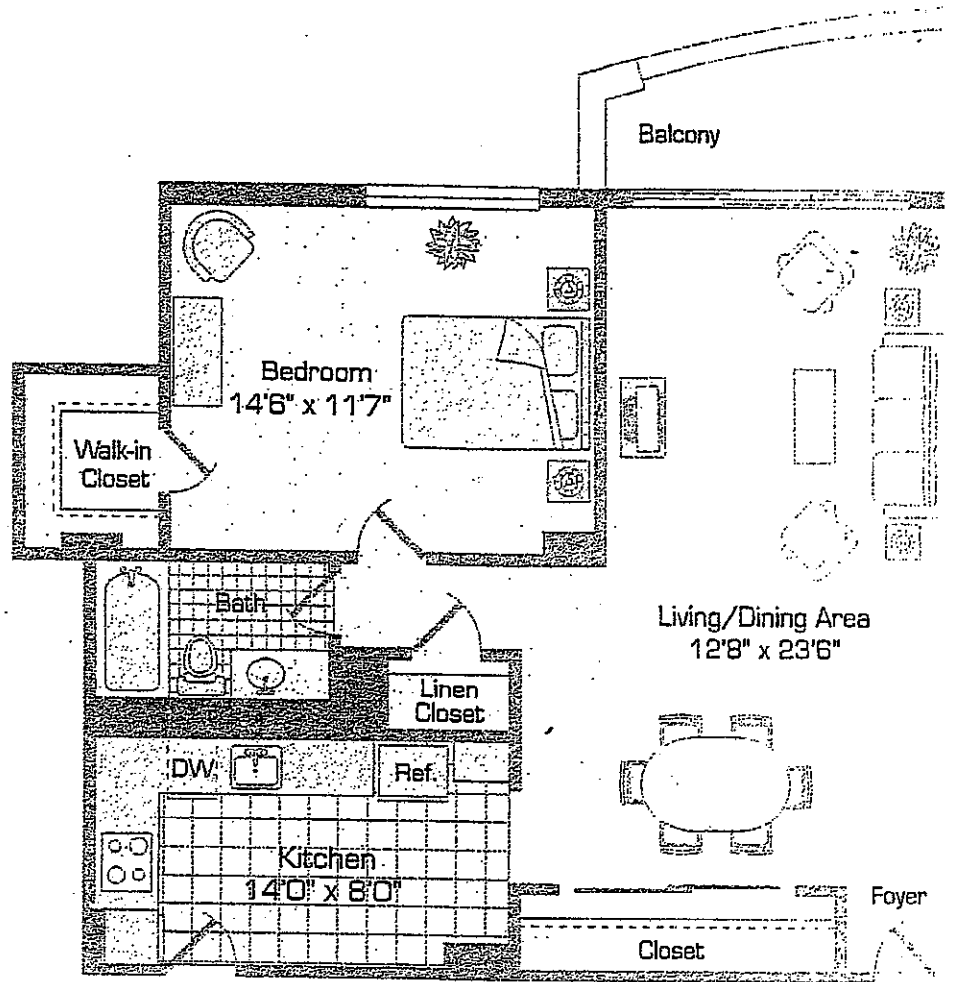 Balcony
Bedroom
14'6" x 11'7"
Walk-in
Closet
Bath
Living/Dining Area
12'8" x 23'6"
Linen
Closet
DW
Ref.
Kitchen
14'0" x 8'0"
Foyer
Closet